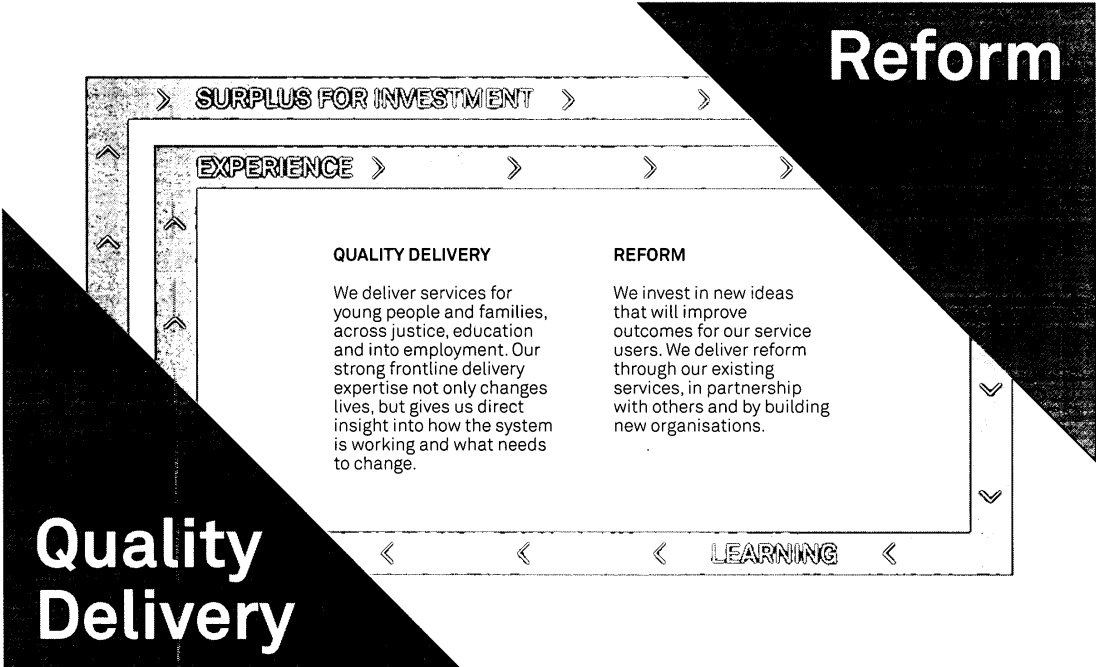 Reform
SURPLUS FOR INVESTMENT
EXPERIENCE
QUALITY DELIVERY
We deliver services for
young people and families,
across justice, education
and into employment. Our
strong frontline delivery
expertise not only changes
lives, but gives us direct
insight into how the system
is working and what needs
to change.
REFORM
We invest in new ideas
that will improve
outcomes for our service
users. We deliver reform
through our existing
services, in partnership
with others and by building
new organisations.
LEARNING
Quality
Delivery